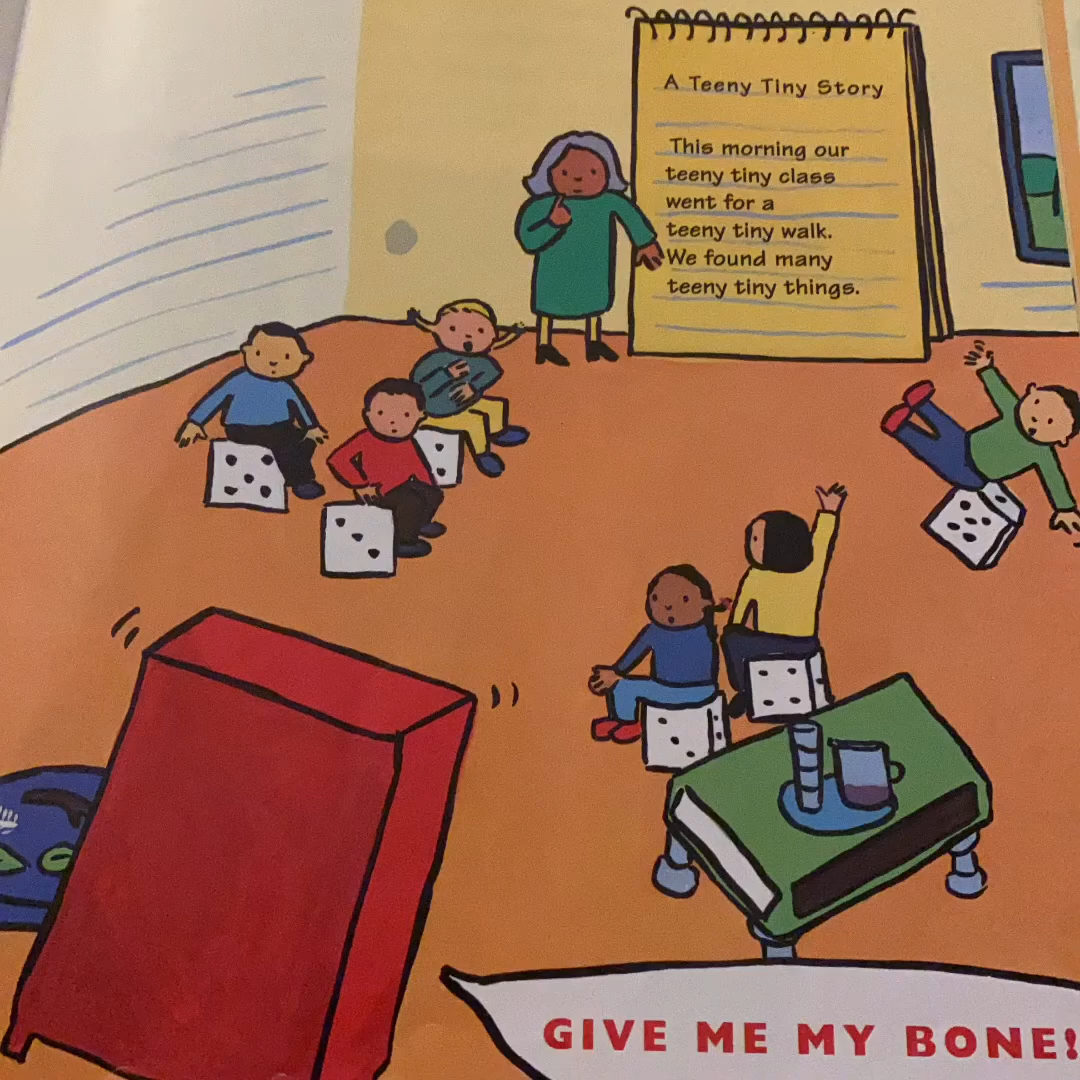 A Teeny Tiny Story
This morning our
teeny tiny class
went for a
teeny tiny walk.
We found many
teeny tiny things.
GIVE ME MY BONE!